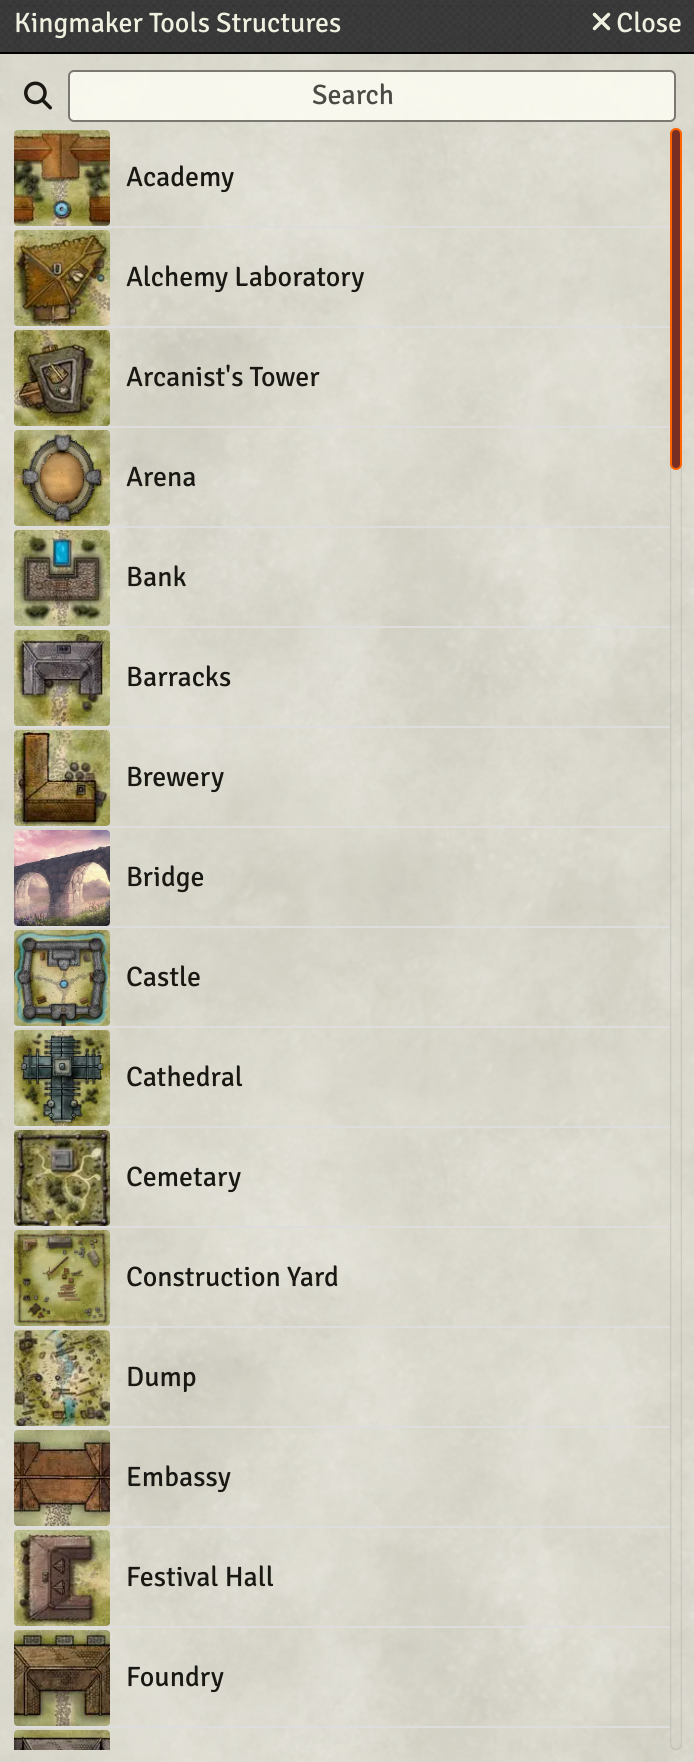 Kingmaker Tools Structures
Close
Search
Academy
Alchemy Laboratory
Arcanist's Tower
Arena
Bank
Barracks
Brewery
Bridge
Castle
Cathedral
Cemetary
Construction Yard
Dump
Embassy
Festival Hall
Foundry